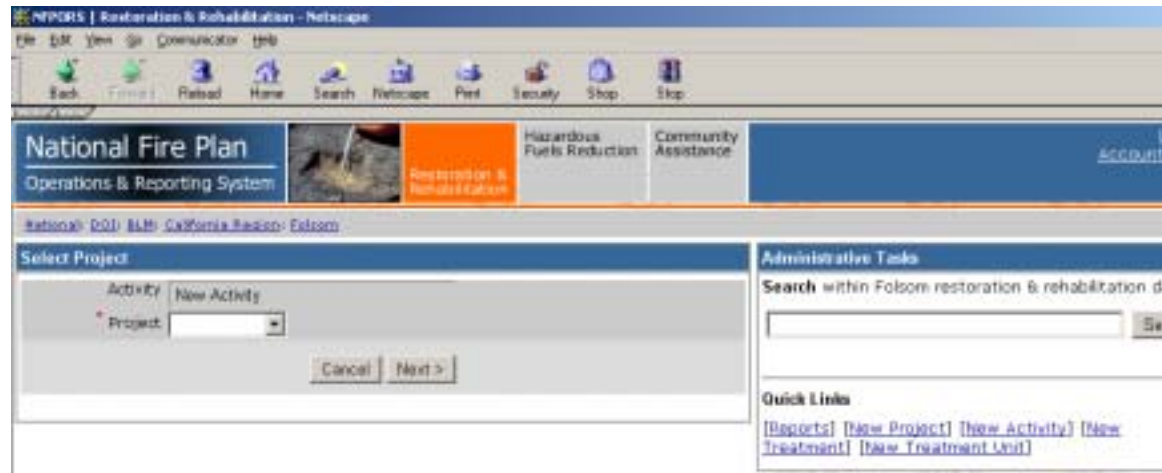 NFPORS | Restoration & Rehabilitation - Netscape
File Edit View Go Communicator Help
Back Forward Reload Home Search Netscape Print Security Shop Stop
National Fire Plan
Operations & Reporting System
Restoration & Rehabilitation
Hazardous Fuels Reduction
Community Assistance
Account
National› DOI› BLM› California Region› Folsom
Select Project
Activity New Activity
* Project
Cancel Next >
Administrative Tasks
Search within Folsom restoration & rehabilitation d
Se
Quick Links
[Reports] [New Project] [New Activity] [New
Treatment] [New Treatment Unit]